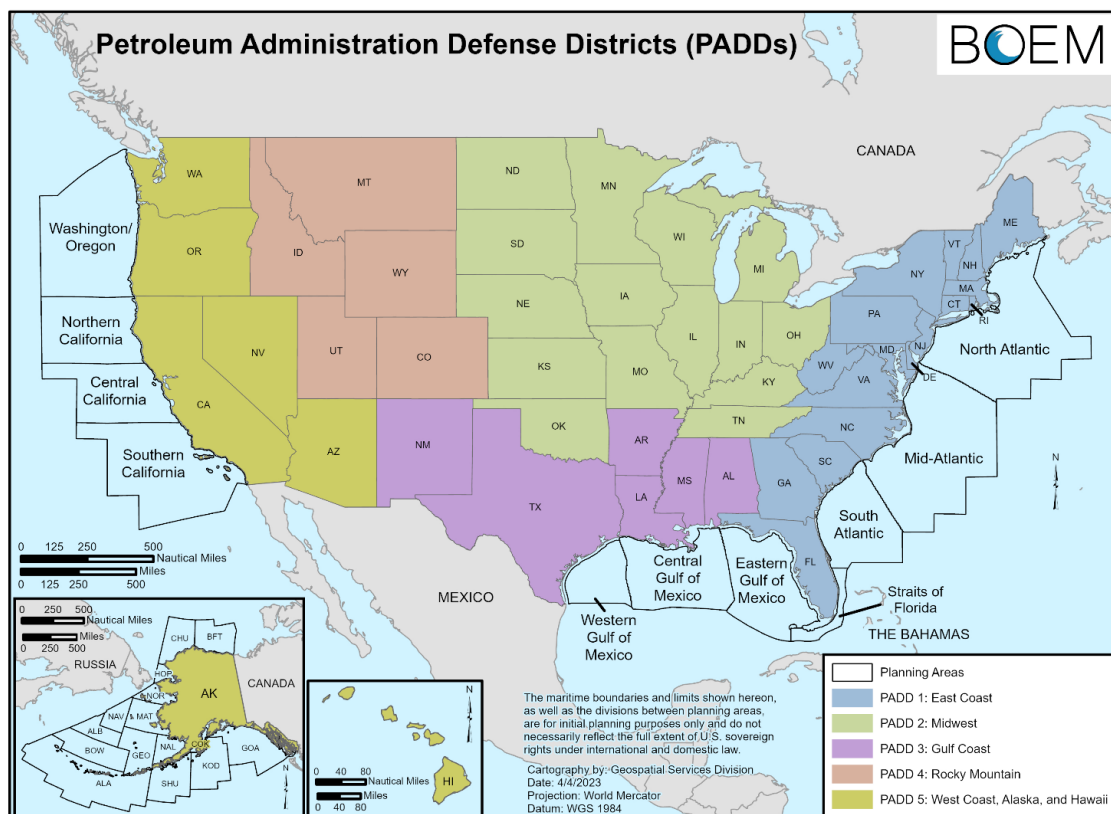 Petroleum Administration Defense Districts (PADDs)
BOEM
CANADA
WA
MT
ND
MN
ME
Washington/
Oregon
OR
ID
SD
WI
MI
VT
NH
NY
WY
MA
CT
RI
NE
IA
PA
Northern
California
NV
UT
CO
IL
IN
OH
MD
NJ
North Atlantic
Central
California
CA
KS
MO
WV
VA
DE
KY
Southern
California
AZ
NM
OK
AR
TN
NC
Mid-Atlantic
SC
N
TX
LA
MS
AL
GA
South
Atlantic
0 125 250 500
Nautical Miles
Miles
0 125 250 500
FL
Central
Gulf of
Mexico
Eastern
Gulf of
Mexico
Western
Gulf of
Mexico
Straits of
Florida
THE BAHAMAS
MEXICO
0 250 500
Nautical Miles
Miles
0 250 500
RUSSIA
CHU
BFT
HOP
NOR
AK
CANADA
NAV
MAT
ALB
BOW
GEO
NAL
COK
GOA
KOD
ALA
SHU
N
N
HI
0 40 80
Nautical Miles
Miles
0 40 80
The maritime boundaries and limits shown hereon,
as well as the divisions between planning areas,
are for initial planning purposes only and do not
necessarily reflect the full extent of U.S. sovereign
rights under international and domestic law.
Cartography by: Geospatial Services Division
Date: 4/4/2023
Projection: World Mercator
Datum: WGS 1984
Planning Areas
PADD 1: East Coast
PADD 2: Midwest
PADD 3: Gulf Coast
PADD 4: Rocky Mountain
PADD 5: West Coast, Alaska, and Hawaii